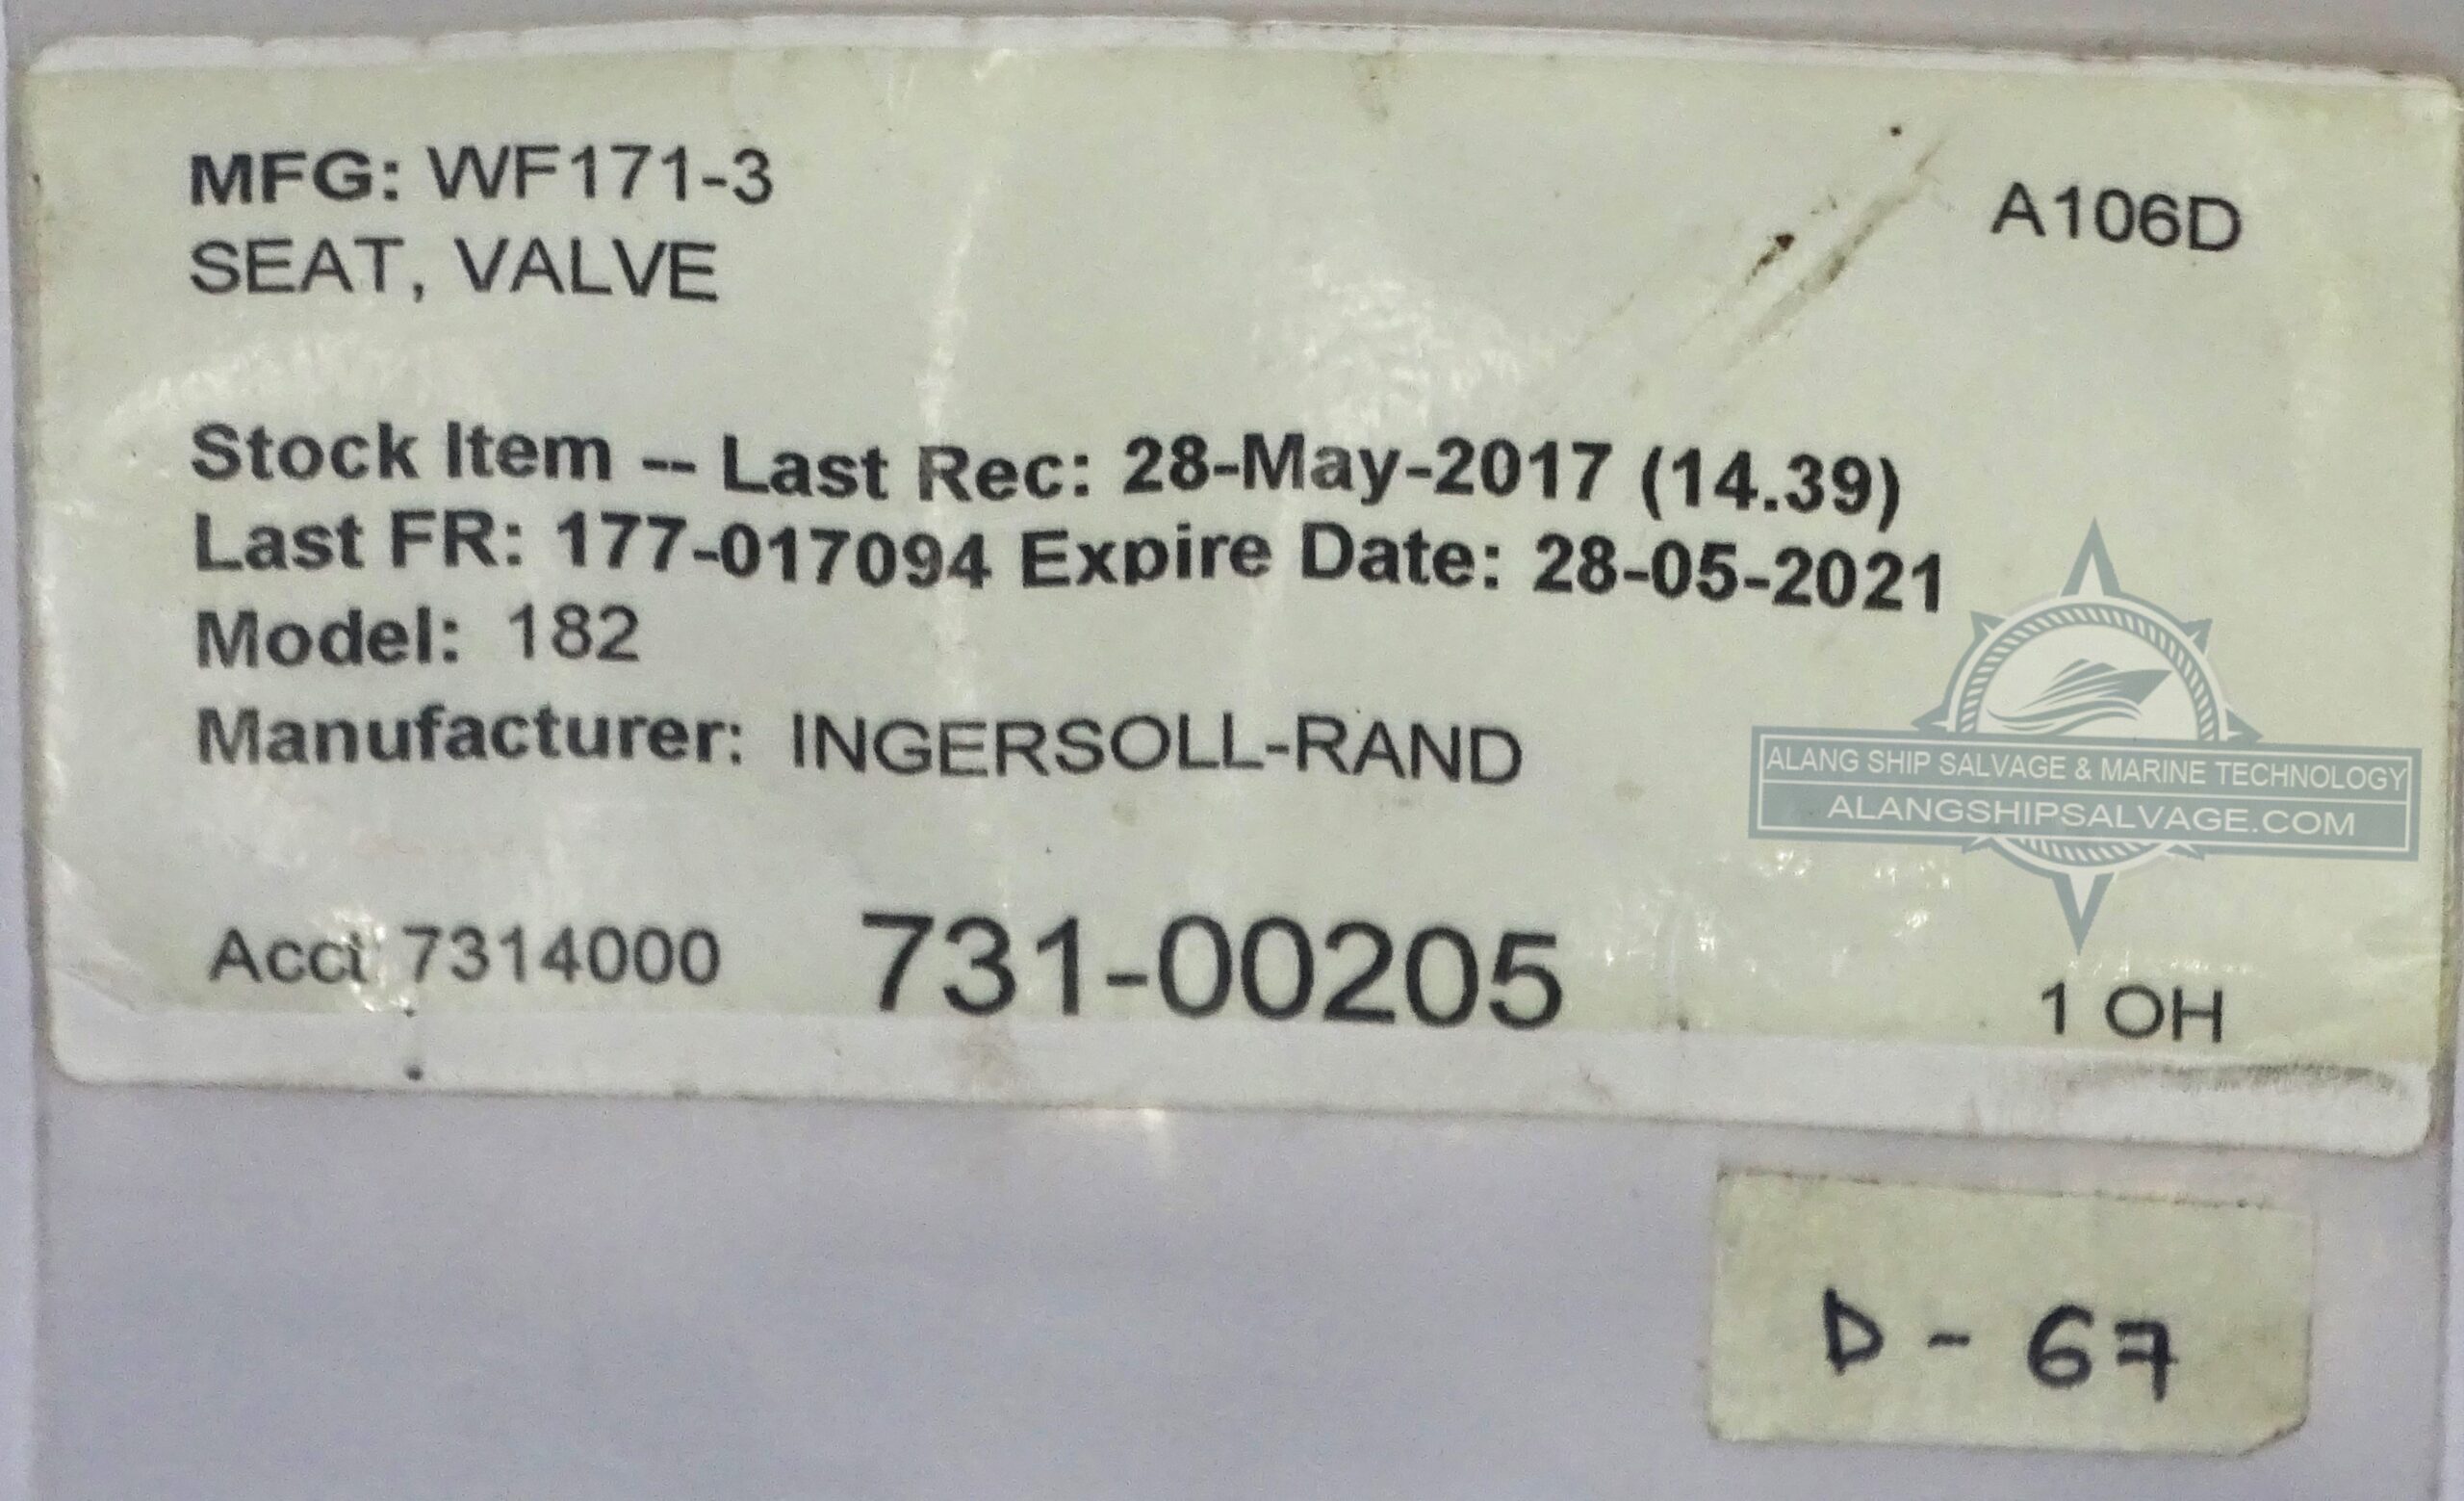 MFG: WF171-3
A106D
SEAT, VALVE
Stock Item -- Last Rec: 28-May-2017 (14.39)
Last FR: 177-017094 Expire Date: 28-05-2021
Model: 182
Manufacturer: INGERSOLL-RAND
ALANG SHIP SALVAGE & MARINE TECHNOLOGY
ALANGSHIPSALVAGE.COM
Acct 7314000 731-00205 1 OH
D - 67